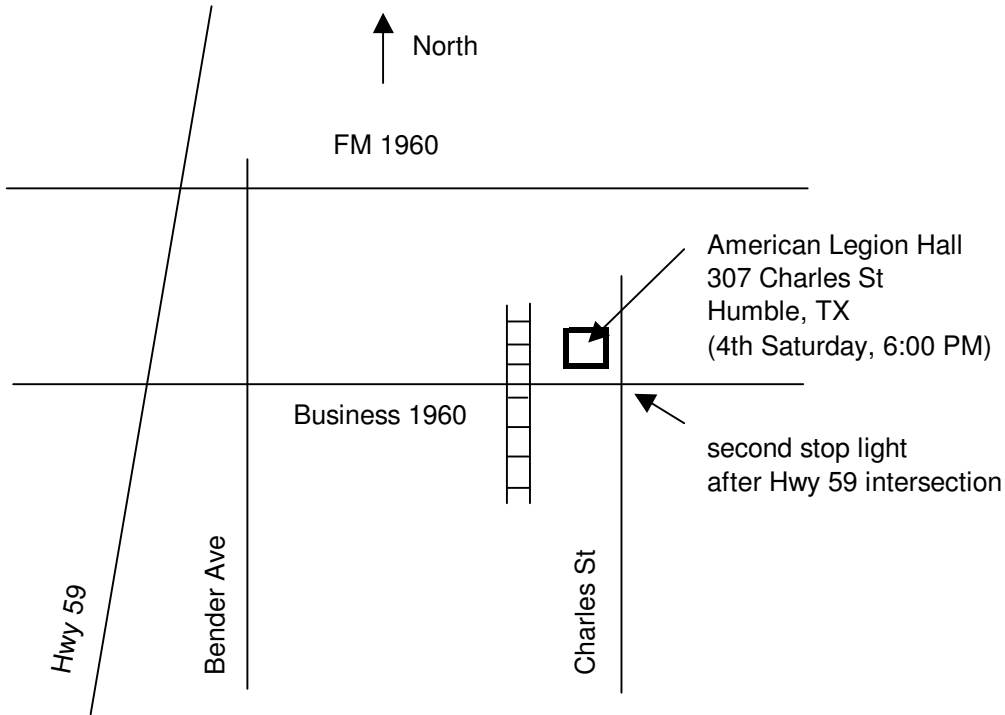 North
FM 1960
American Legion Hall
307 Charles St
Humble, TX
(4th Saturday, 6:00 PM)
Business 1960
second stop light
after Hwy 59 intersection
Hwy 59
Bender Ave
Charles St